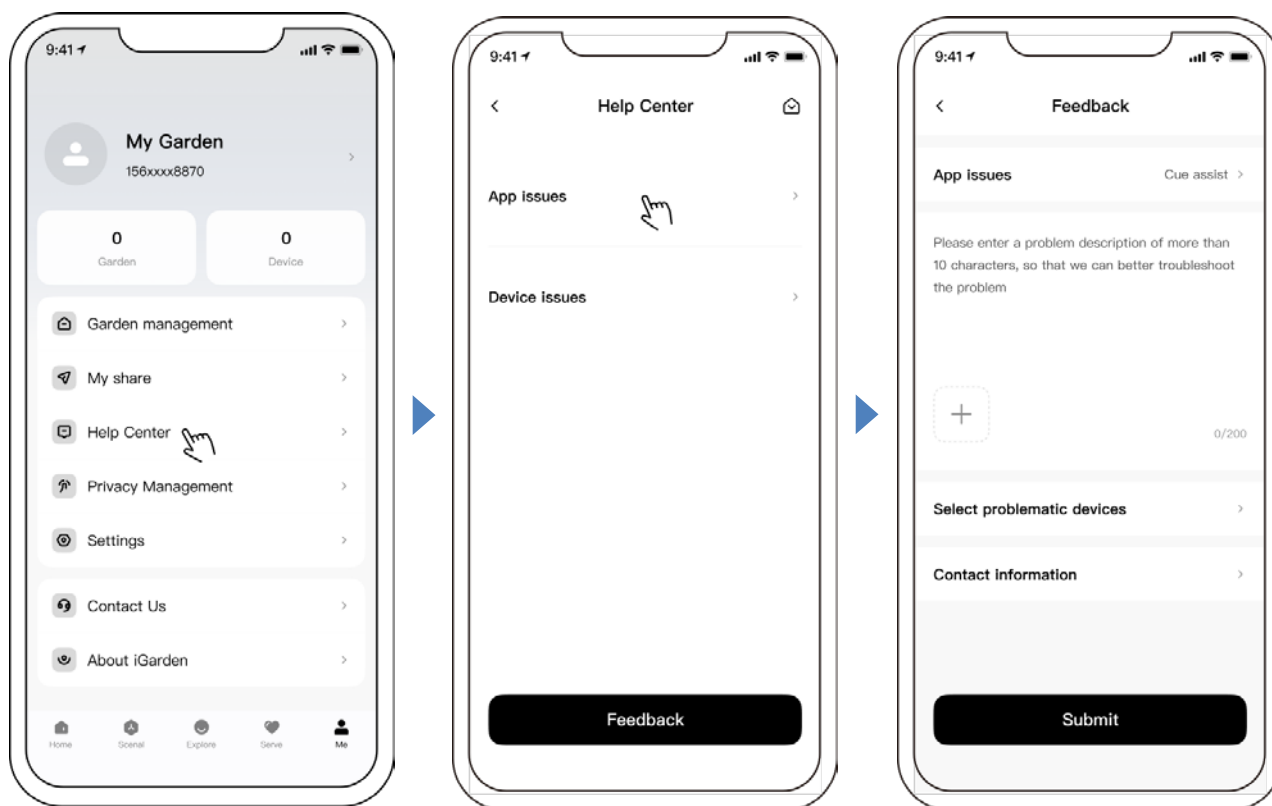 9:41
My Garden
156xxxx8870
0
Garden
0
Device
Garden management
My share
Help Center
Privacy Management
Settings
Contact Us
About iGarden
Home
Scenal
Explore
Serve
Me
9:41
Help Center
App issues
Device issues
Feedback
9:41
Feedback
App issues
Cue assist
Please enter a problem description of more than
10 characters, so that we can better troubleshoot
the problem
0/200
Select problematic devices
Contact information
Submit